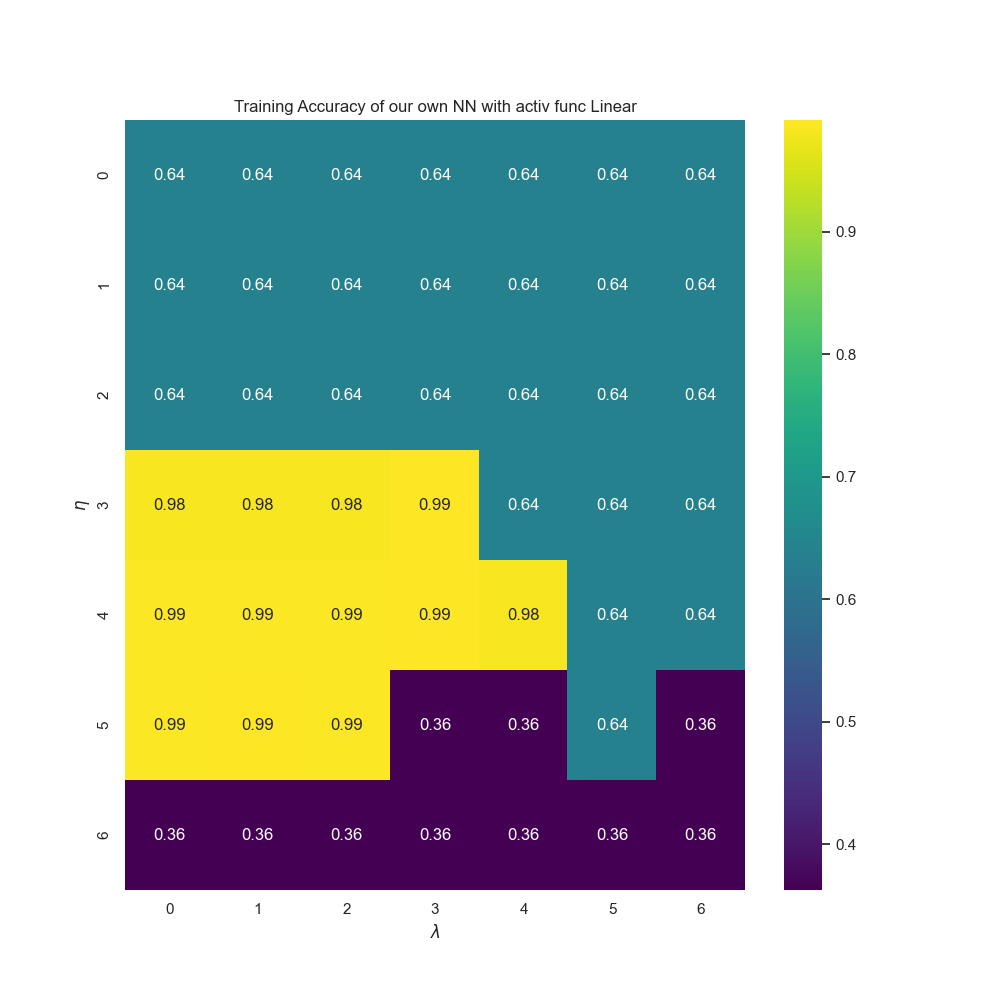 Training Accuracy of our own NN with activ func Linear
0 0.64 0.64 0.64 0.64 0.64 0.64 0.64
0.9
1 0.64 0.64 0.64 0.64 0.64 0.64 0.64
0.8
2 0.64 0.64 0.64 0.64 0.64 0.64 0.64
0.7
η
3 0.98 0.98 0.98 0.99 0.64 0.64 0.64
0.6
4 0.99 0.99 0.99 0.99 0.98 0.64 0.64
0.5
5 0.99 0.99 0.99 0.36 0.36 0.64 0.36
6 0.36 0.36 0.36 0.36 0.36 0.36 0.36
0.4
0 1 2 3 4 5 6
λ